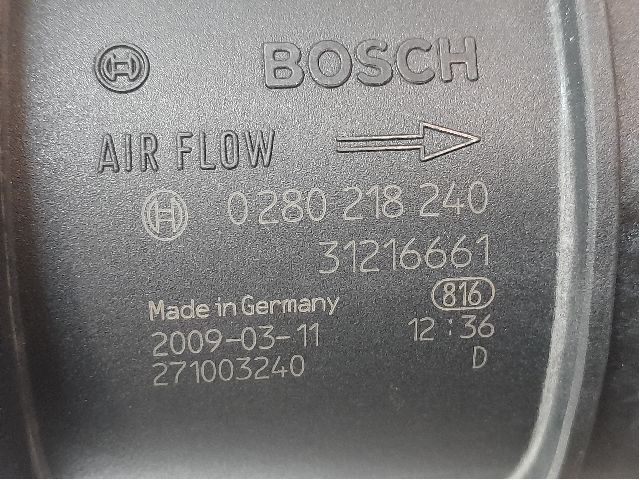 BOSCH
AIR FLOW
0 280 218 240
31216661
Made in Germany 816
2009-03-11 12:36
271003240 D